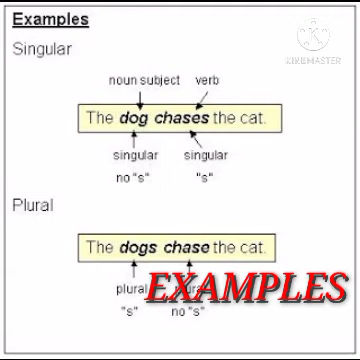 Examples
KINEMASTER
Singular
noun subject verb
The dog chases the cat.
singular singular
no "s" "s"
Plural
The dogs chase the cat.
plural
EXAMPLES
"s" no "s"